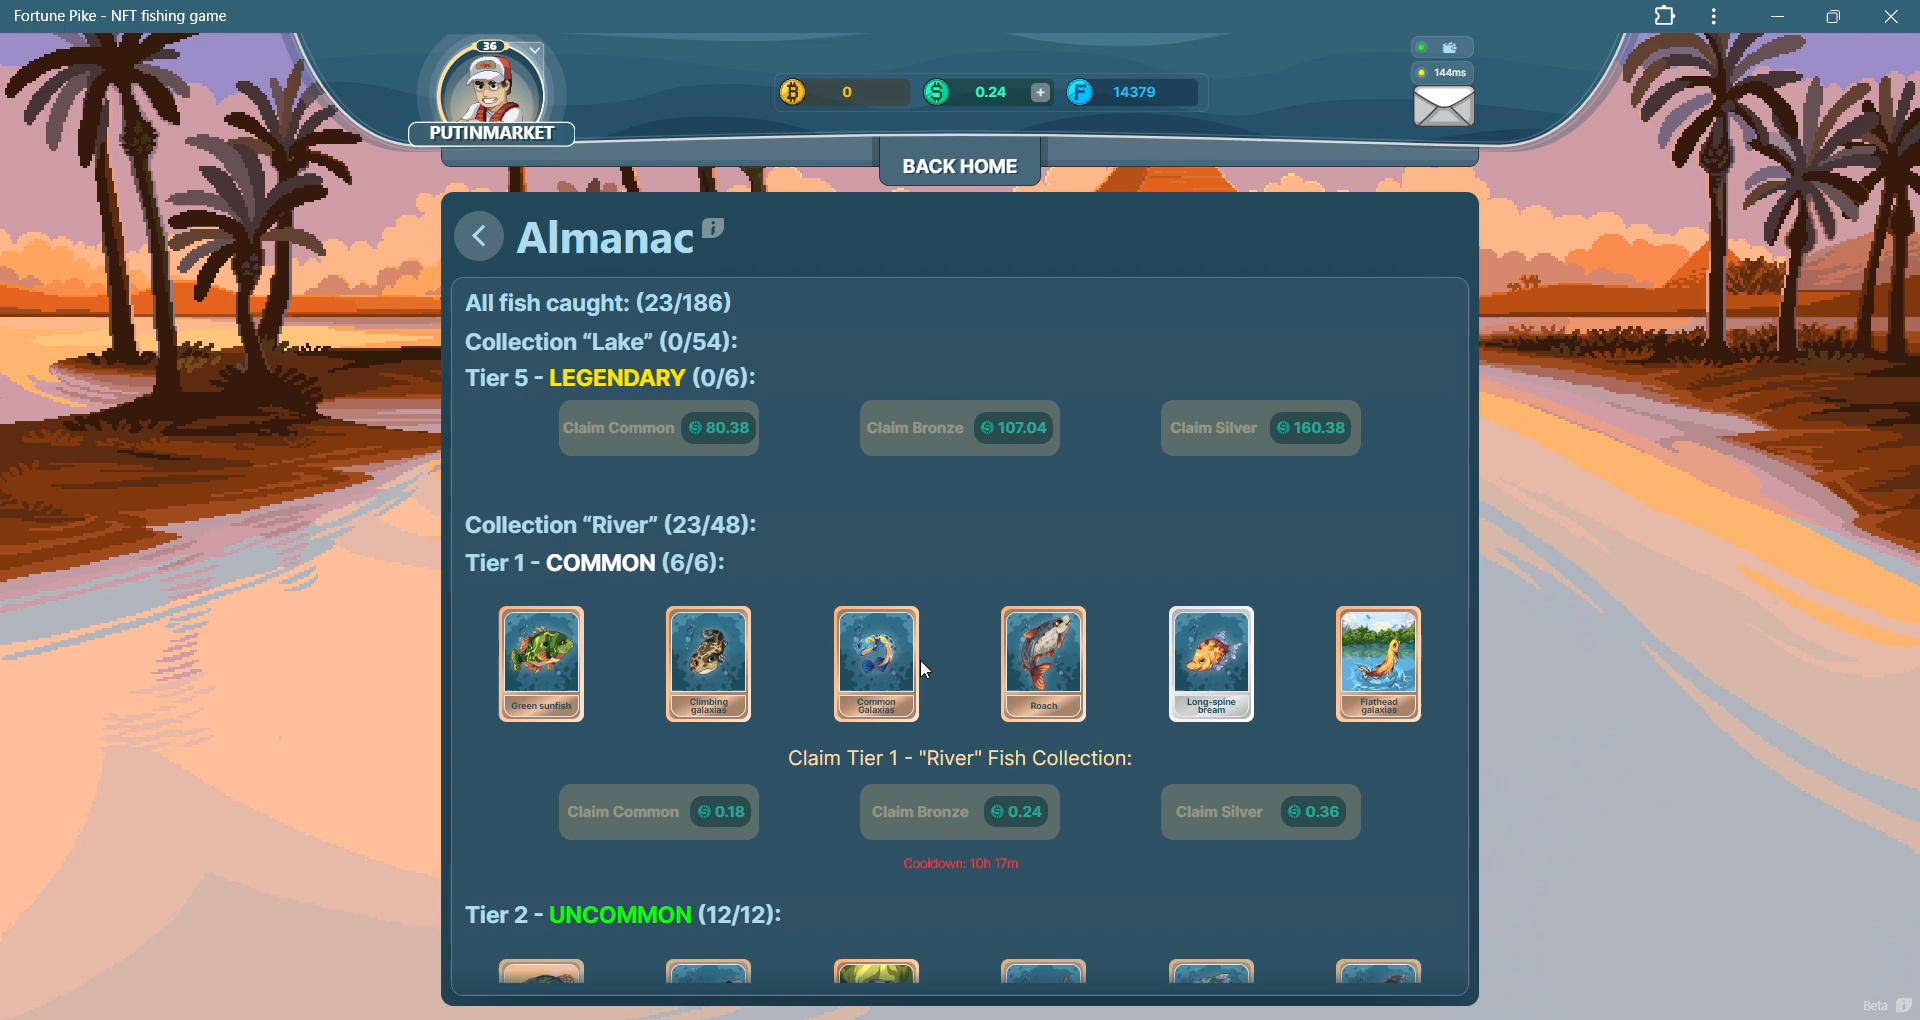 Fortune Pike - NFT fishing game
36
PUTINMARKET
0
0.24
+
14379
144ms
BACK HOME
Almanac
All fish caught: (23/186)
Collection “Lake” (0/54):
Tier 5 - LEGENDARY (0/6):
Claim Common 80.38
Claim Bronze 107.04
Claim Silver 160.38
Collection “River” (23/48):
Tier 1 - COMMON (6/6):
Green sunfish
Climbing
galaxias
Common
Galaxias
Roach
Long-spine
bream
Flathead
galaxias
Claim Tier 1 - "River" Fish Collection:
Claim Common 0.18
Claim Bronze 0.24
Claim Silver 0.36
Cooldown: 10h 17m
Tier 2 - UNCOMMON (12/12):
Beta